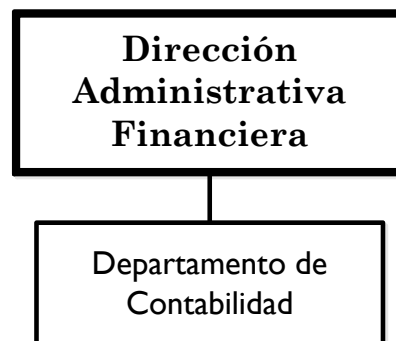 Dirección
Administrativa
Financiera
Departamento de
Contabilidad